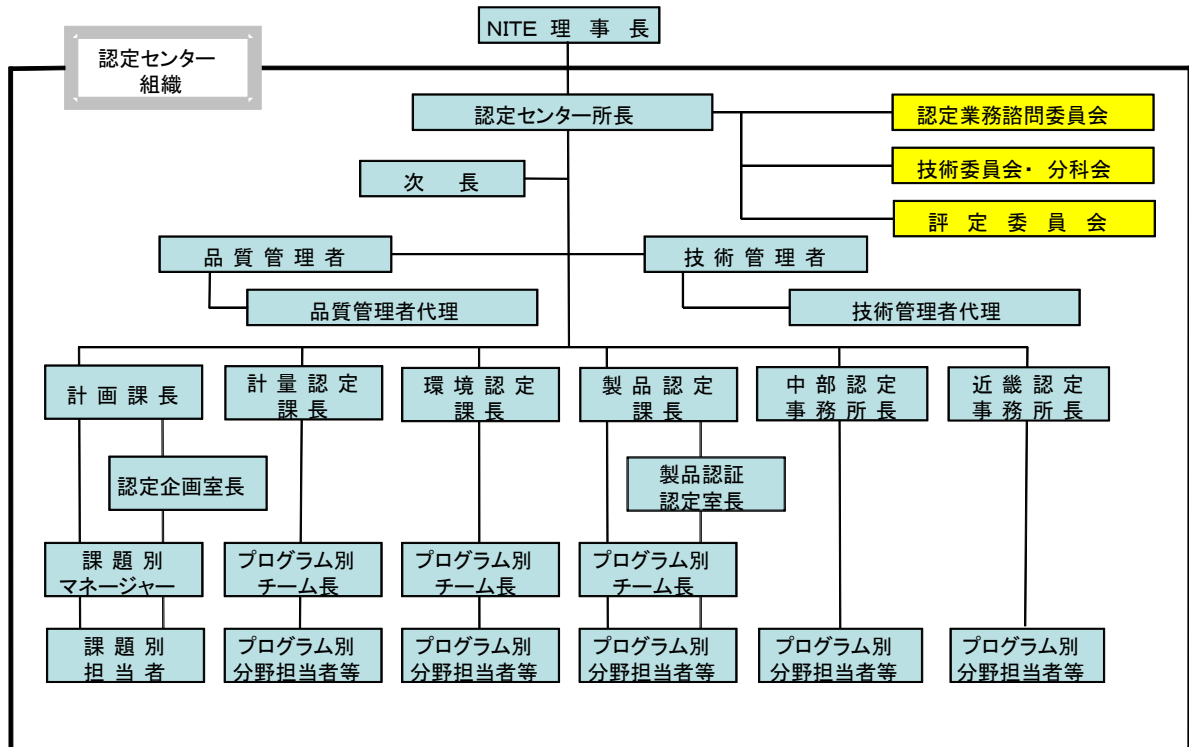 NITE 理 事 長
認定センター
組織
認定センター所長
認定業務諮問委員会
技術委員会・ 分科会
評 定 委 員 会
次 長
品 質 管 理 者
技 術 管 理 者
品質管理者代理
技術管理者代理
計 画 課 長
計 量 認 定
課 長
環 境 認 定
課 長
製 品 認 定
課 長
中 部 認 定
事 務 所 長
近 畿 認 定
事 務 所 長
認定企画室長
製品認証
認定室長
課 題 別
マネージャー
プログラム別
チーム長
プログラム別
チーム長
プログラム別
チーム長
課 題 別
担 当 者
プログラム別
分野担当者等
プログラム別
分野担当者等
プログラム別
分野担当者等
プログラム別
分野担当者等
プログラム別
分野担当者等